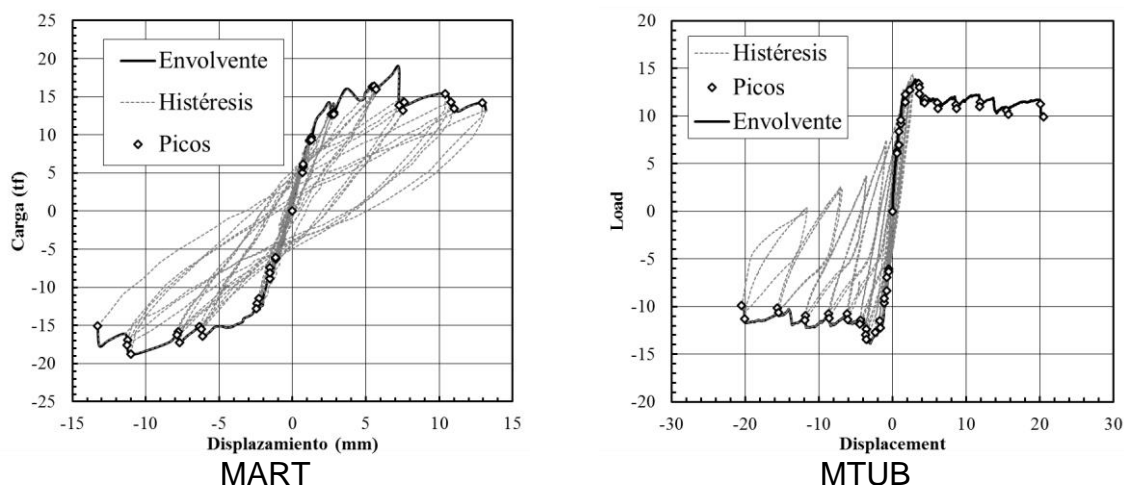 25
20
15
10
5
0
-5
-10
-15
-20
-25
Carga (tf)
Envolvente
Histéresis
Picos
-15
-10
-5
0
5
10
15
Displazamiento (mm)
MART
20
15
10
5
0
-5
-10
-15
-20
Load
Histéresis
Picos
Envolvente
-30
-20
-10
0
10
20
30
Displacement
MTUB